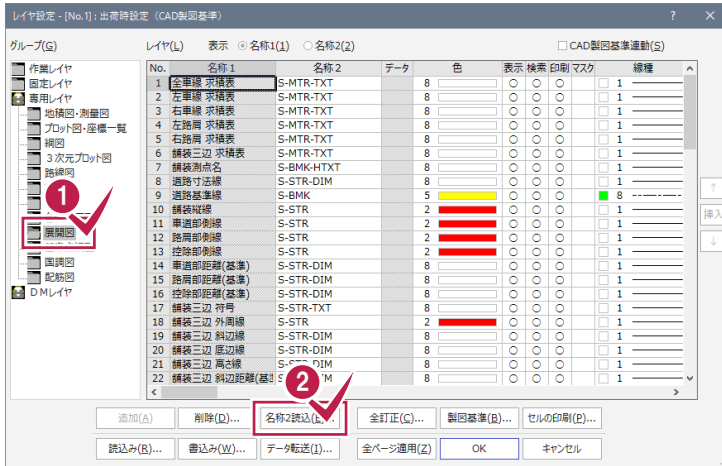 レイヤ設定 - [No.1] : 出荷時設定（CAD製図基準） ? ×
グループ(G) レイヤ(L) 表示 名称1(1) 名称2(2) CAD製図基準連動(S)
作業レイヤ
固定レイヤ
専用レイヤ
地積図・測量図
プロット図・座標一覧
網図
３次元プロット図
路線図
展開図
国調図
配筋図
ＤＭレイヤ
1
No. 名称１ 名称２ データ 色 表示 検索 印刷 マスク 線種
1 全車線 求積表 S-MTR-TXT 8 ○ ○ ○ 1
2 左車線 求積表 S-MTR-TXT 8 ○ ○ ○ 1
3 右車線 求積表 S-MTR-TXT 8 ○ ○ ○ 1
4 左路肩 求積表 S-MTR-TXT 8 ○ ○ ○ 1
5 右路肩 求積表 S-MTR-TXT 8 ○ ○ ○ 1
6 舗装三辺 求積表 S-MTR-TXT 8 ○ ○ ○ 1
7 舗装測点名 S-BMK-HTXT 8 ○ ○ ○ 1
8 道路寸法線 S-STR-DIM 8 ○ ○ ○ 1
9 道路基準線 S-BMK 5 ○ ○ ○ 8
10 舗装縦線 S-STR 2 ○ ○ ○ 1
11 車道部側線 S-STR 2 ○ ○ ○ 1
12 路肩部側線 S-STR 2 ○ ○ ○ 1
13 控除部側線 S-STR 2 ○ ○ ○ 1
14 車道部距離(基準) S-STR-DIM 8 ○ ○ ○ 1
15 路肩部距離(基準) S-STR-DIM 8 ○ ○ ○ 1
16 控除部距離(基準) S-STR-DIM 8 ○ ○ ○ 1
17 舗装三辺 符号 S-STR-TXT 8 ○ ○ ○ 1
18 舗装三辺 外周線 S-STR 2 ○ ○ ○ 1
19 舗装三辺 斜辺線 S-STR-DIM 8 ○ ○ ○ 1
20 舗装三辺 底辺線 S-STR-DIM 8 ○ ○ ○ 1
21 舗装三辺 高さ線 S-STR-DIM 8 ○ ○ ○ 1
22 舗装三辺 斜辺距離(基 8 ○ ○ ○ 1
↑
挿入
↓
2
追加(A) 削除(D)... 名称2読込( 全訂正(C)... 製図基準(B)... セルの印刷(P)...
読込み(R)... 書込み(W)... データ転送(I)... 全ページ適用(Z) OK キャンセル